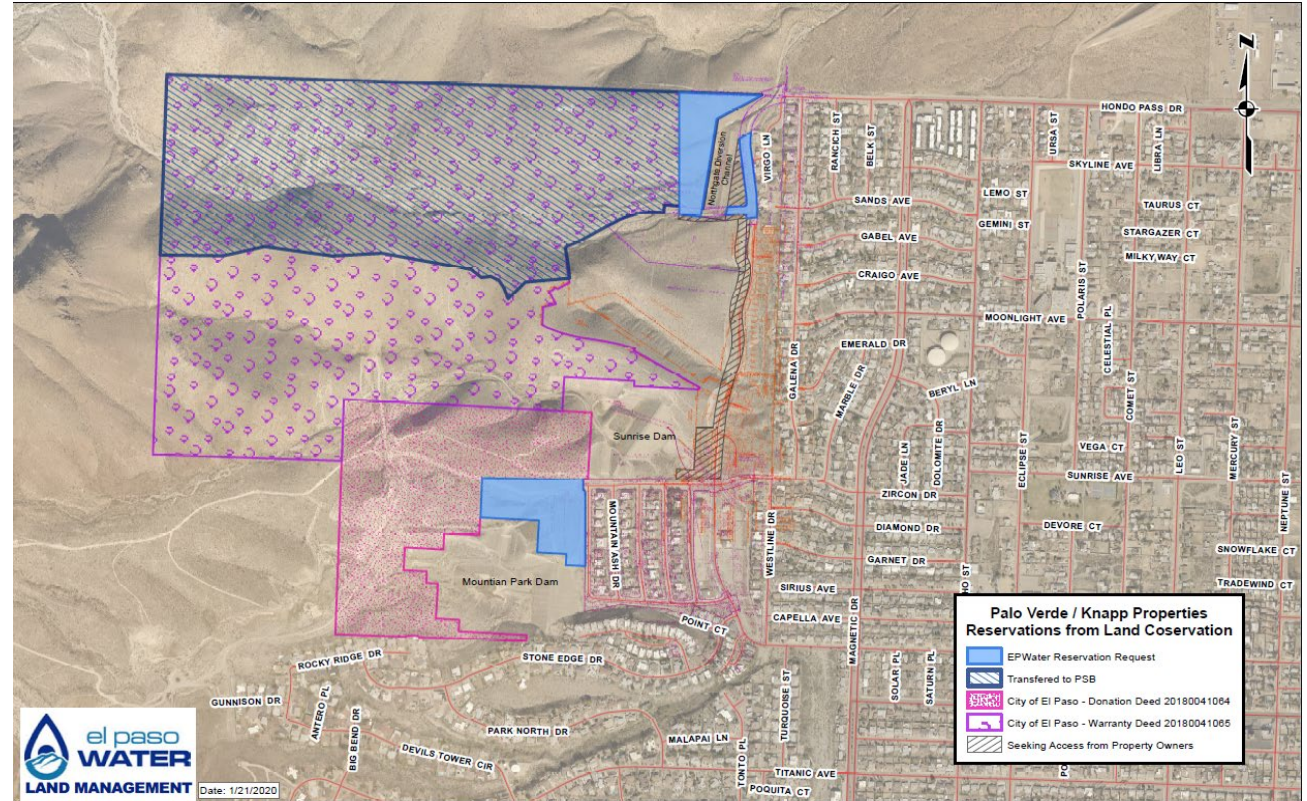 HONDO PASS DR
VIRGO LN
RANCICH ST
BELK ST
URSA ST
LIBRA LN
SKYLINE AVE
Northgate Diversion
Channel
SANDS AVE
LEMO ST
TAURUS CT
GEMINI ST
STARGAZER CT
GABEL AVE
MILKY WAY CT
CRAIGO AVE
POLARIS ST
MOONLIGHT AVE
CELESTIAL PL
EMERALD DR
GALENA DR
MARBLE DR
BERYL LN
COMET ST
Sunrise Dam
JADE LN
DOLOMITE DR
ECLIPSE ST
VEGA CT
LEO ST
MERCURY ST
SUNRISE AVE
NEPTUNE ST
ZIRCON DR
MOUNTAIN ASH DR
WESTLINE DR
DIAMOND DR
DEVORE CT
GARNET DR
SNOWFLAKE CT
Mountian Park Dam
SIRIUS AVE
TRADEWIND CT
HO ST
POINT CT
CAPELLA AVE
MAGNETIC DR
ROCKY RIDGE DR
STONE EDGE DR
SOLAR PL
SATURN PL
GUNNISON DR
ANTERO PL
BIG BEND DR
PARK NORTH DR
TURQUOISE ST
MALAPAI LN
DEVILS TOWER CIR
TONTO PL
TITANIC AVE
PO
POQUITA CT
Palo Verde / Knapp Properties
Reservations from Land Coservation
EPWater Reservation Request
Transfered to PSB
City of El Paso - Donation Deed 20180041064
City of El Paso - Warranty Deed 20180041065
Seeking Access from Property Owners
N
el paso
WATER
LAND MANAGEMENT
Date: 1/21/2020